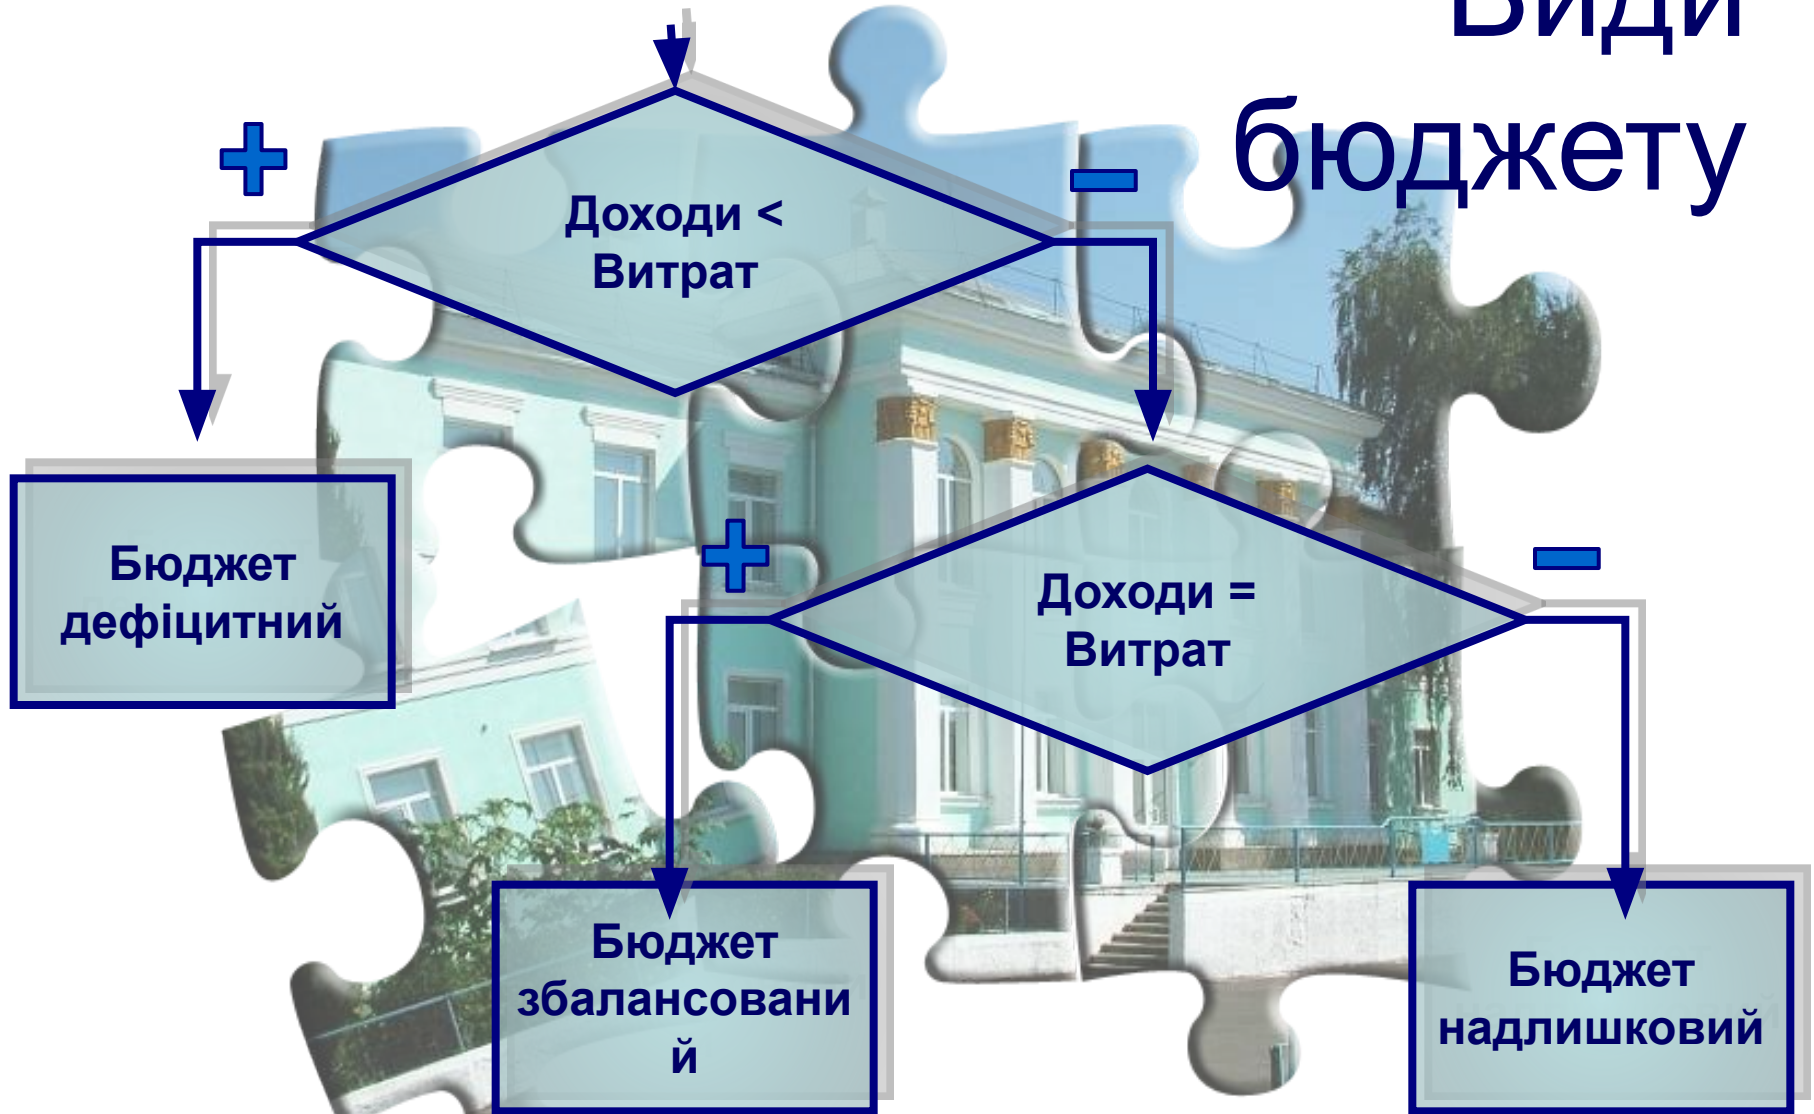 Види
бюджету
Доходи <
Витрат
Бюджет
дефіцитний
Доходи =
Витрат
Бюджет
збалансовани
й
Бюджет
надлишковий